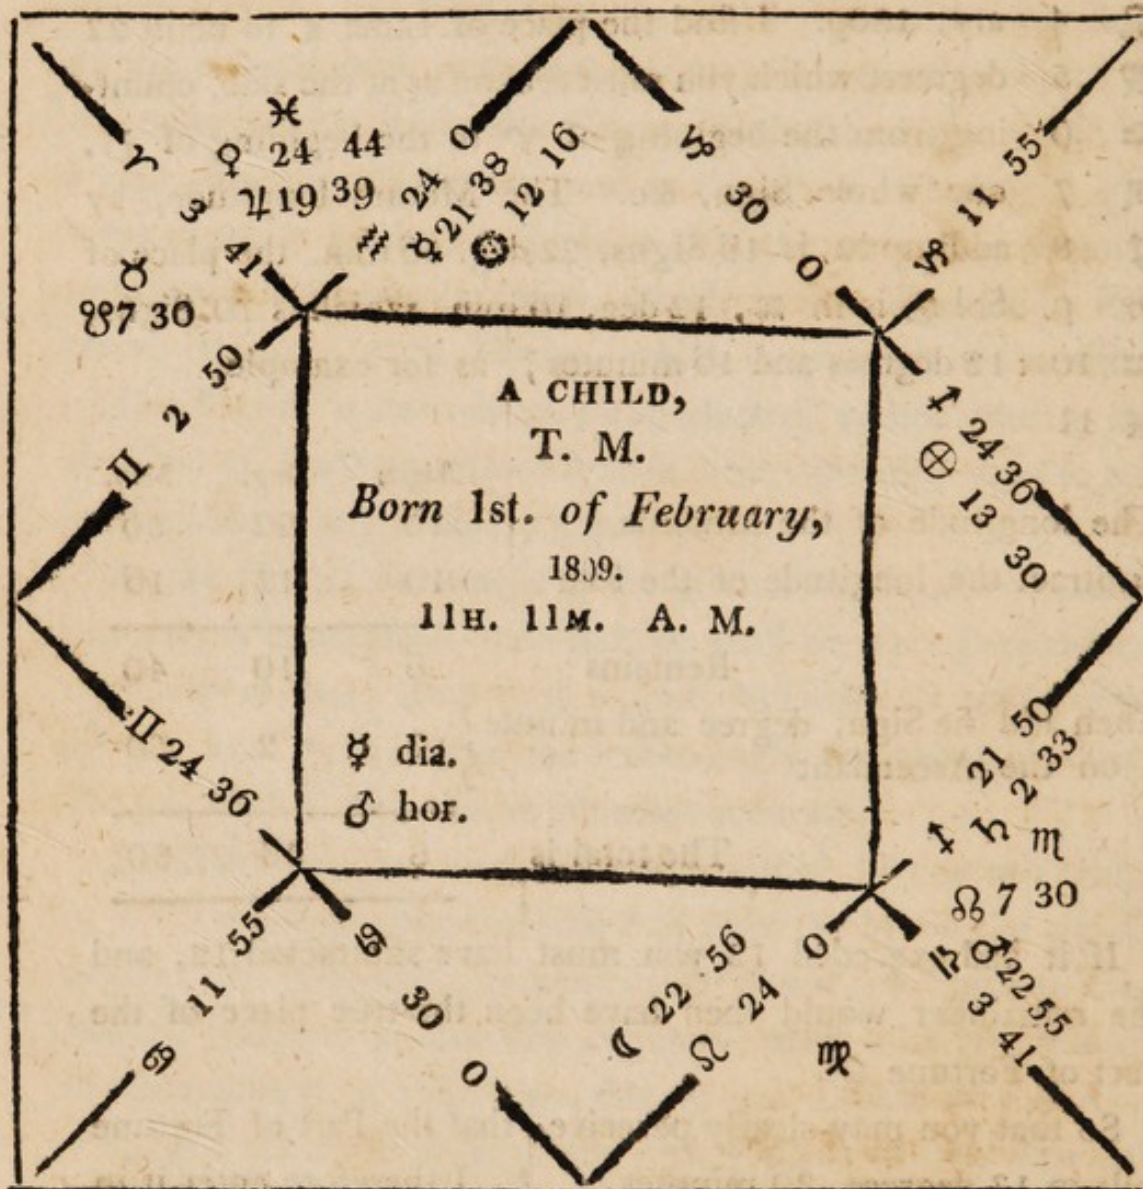 ♓
♀ 24 44
♃ 19 39
♈ 3 41
♒ 24 0
☿ 21 38
☉ 12 16
♑ 30 0
♑ 11 55
♉
☋ 7 30
♊ 2 50
♐ 24 36
⊗ 13 30
A CHILD,
T. M.
Born 1st. of February,
1809.
11H. 11M. A. M.
☿ dia.
♂ hor.
♊ 24 36
♐ 21 50
♄ 2 33
♏
☊ 7 30
♂ 22 55
♎ 3 41
♋ 11 55
♋ 30 0
☾ 22 56
♌ 24 0
♍